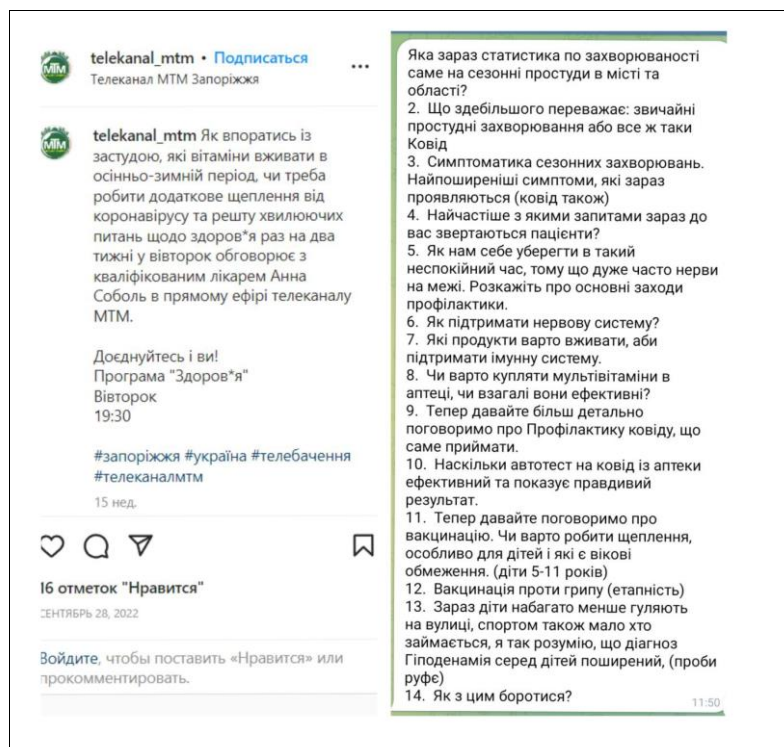 telekanal_mtm • Подписаться
Телеканал МТМ Запоріжжя
...
telekanal_mtm Як впоратись із
застудою, які вітаміни вживати в
осінньо-зимній період, чи треба
робити додаткове щеплення від
коронавірусу та решту хвилюючих
питань щодо здоров*я раз на два
тижні у вівторок обговорює з
кваліфікованим лікарем Анна
Соболь в прямому ефірі телеканалу
МТМ.
Доєднуйтесь і ви!
Програма "Здоров*я"
Вівторок
19:30
#запоріжжя #україна #телебачення
#телеканалмтм
15 нед.
16 отметок "Нравится"
СЕНТЯБРЬ 28, 2022
Войдите, чтобы поставить «Нравится» или
прокомментировать.
Яка зараз статистика по захворюваності
саме на сезонні простуди в місті та
області?
2. Що здебільшого переважає: звичайні
простудні захворювання або все ж таки
Ковід
3. Симптоматика сезонних захворювань.
Найпоширеніші симптоми, які зараз
проявляються (ковід також)
4. Найчастіше з якими запитами зараз до
вас звертаються пацієнти?
5. Як нам себе уберегти в такий
неспокійний час, тому що дуже часто нерви
на межі. Розкажіть про основні заходи
профілактики.
6. Як підтримати нервову систему?
7. Які продукти варто вживати, аби
підтримати імунну систему.
8. Чи варто купляти мультівітаміни в
аптеці, чи взагалі вони ефективні?
9. Тепер давайте більш детально
поговоримо про Профілактику ковіду, що
саме приймати.
10. Наскільки автотест на ковід із аптеки
ефективний та показує правдивий
результат.
11. Тепер давайте поговоримо про
вакцинацію. Чи варто робити щеплення,
особливо для дітей і які є вікові
обмеження. (діти 5-11 років)
12. Вакцинація проти грипу (етапність)
13. Зараз діти набагато менше гуляють
на вулиці, спортом також мало хто
займається, я так розумію, що діагноз
Гіподенамія серед дітей поширений, (проби
руфє)
14. Як з цим боротися?
11:50